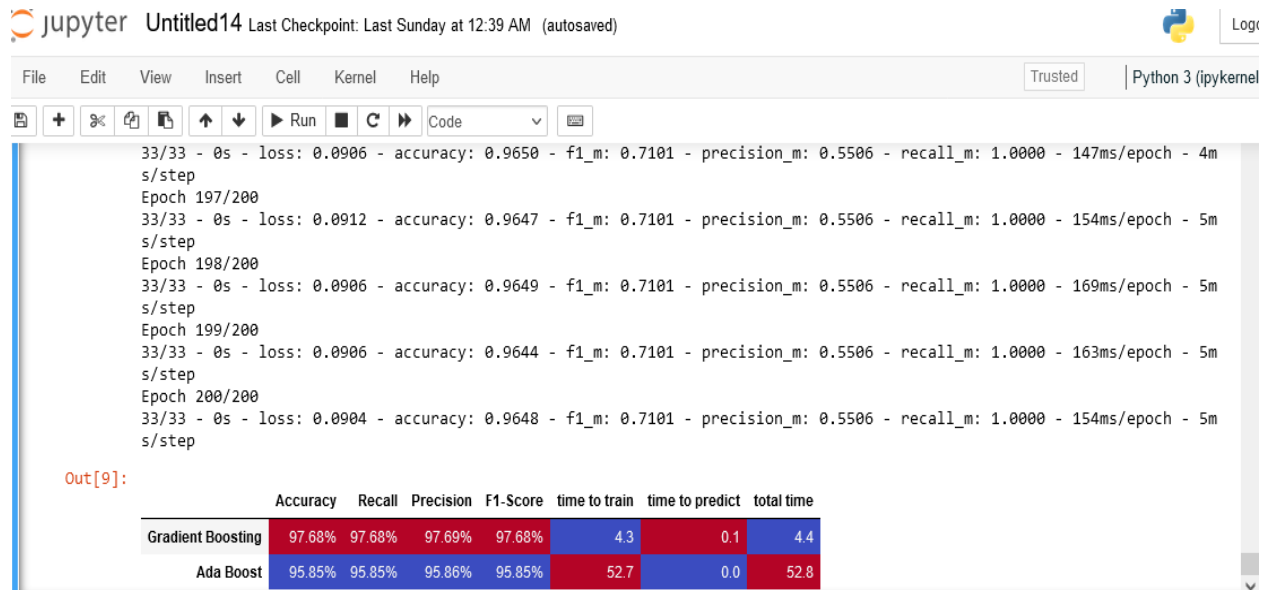 jupyter Untitled14 Last Checkpoint: Last Sunday at 12:39 AM (autosaved)
Logo
File Edit View Insert Cell Kernel Help Trusted Python 3 (ipykernel
Run Code
33/33 - 0s - loss: 0.0906 - accuracy: 0.9650 - f1_m: 0.7101 - precision_m: 0.5506 - recall_m: 1.0000 - 147ms/epoch - 4m
s/step
Epoch 197/200
33/33 - 0s - loss: 0.0912 - accuracy: 0.9647 - f1_m: 0.7101 - precision_m: 0.5506 - recall_m: 1.0000 - 154ms/epoch - 5m
s/step
Epoch 198/200
33/33 - 0s - loss: 0.0906 - accuracy: 0.9649 - f1_m: 0.7101 - precision_m: 0.5506 - recall_m: 1.0000 - 169ms/epoch - 5m
s/step
Epoch 199/200
33/33 - 0s - loss: 0.0906 - accuracy: 0.9644 - f1_m: 0.7101 - precision_m: 0.5506 - recall_m: 1.0000 - 163ms/epoch - 5m
s/step
Epoch 200/200
33/33 - 0s - loss: 0.0904 - accuracy: 0.9648 - f1_m: 0.7101 - precision_m: 0.5506 - recall_m: 1.0000 - 154ms/epoch - 5m
s/step
Out[9]:
Accuracy Recall Precision F1-Score time to train time to predict total time
Gradient Boosting 97.68% 97.68% 97.69% 97.68% 4.3 0.1 4.4
Ada Boost 95.85% 95.85% 95.86% 95.85% 52.7 0.0 52.8